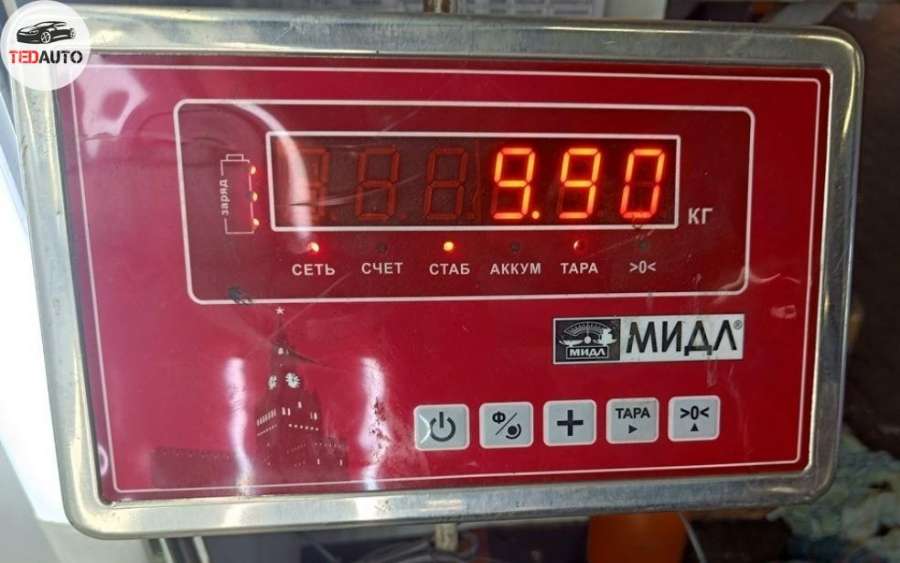 TEDAUTO
заряд
9.90
КГ
СЕТЬ СЧЕТ СТАБ АККУМ ТАРА >0<
МИДЛ МИДЛ®
Ф ТАРА >0<